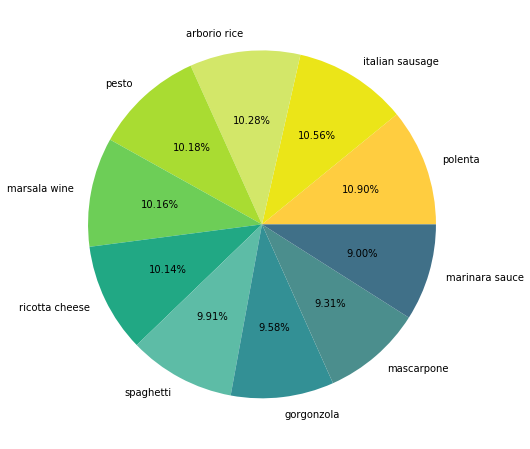 arborio rice
italian sausage
pesto
10.28%
10.56%
10.18%
polenta
marsala wine
10.90%
10.16%
10.14%
9.00%
marinara sauce
ricotta cheese
9.91%
9.58%
9.31%
mascarpone
spaghetti
gorgonzola